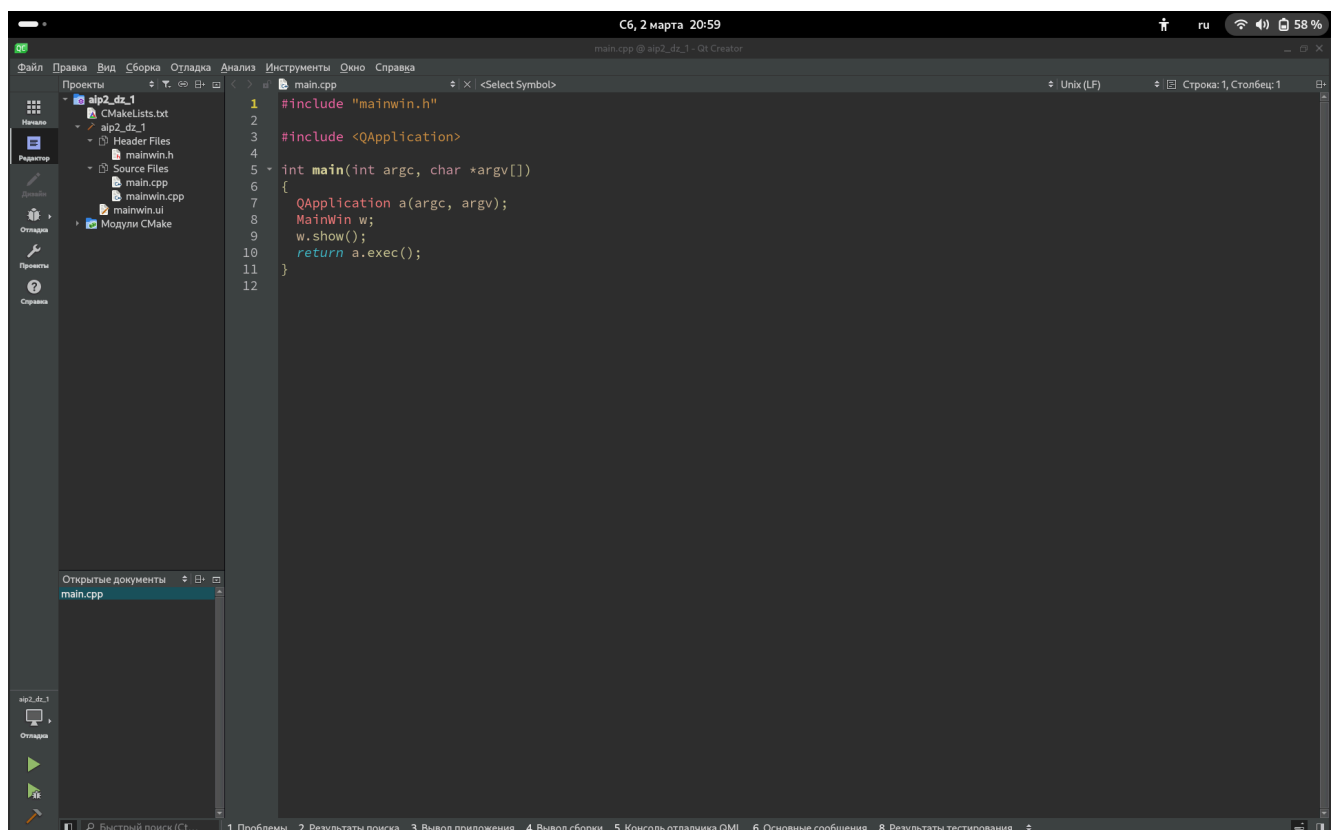 Сб, 2 марта 20:59
ru
58 %
main.cpp @ aip2_dz_1 - Qt Creator
Файл Правка Вид Сборка Отладка Анализ Инструменты Окно Справка
Проекты
main.cpp
<Select Symbol>
Unix (LF)
Строка: 1, Столбец: 1
Начало
Редактор
Дизайн
Отладка
Проекты
Справка
aip2_dz_1
CMakeLists.txt
aip2_dz_1
Header Files
mainwin.h
Source Files
main.cpp
mainwin.cpp
mainwin.ui
Модули CMake
1 #include "mainwin.h"
2
3 #include <QApplication>
4
5 int main(int argc, char *argv[])
6 {
7 QApplication a(argc, argv);
8 MainWin w;
9 w.show();
10 return a.exec();
11 }
12
Открытые документы
main.cpp
aip2_dz_1
Отладка
Быстрый поиск (Ct...
1 Проблемы 2 Результаты поиска 3 Вывод приложения 4 Вывод сборки 5 Консоль отладчика QML 6 Основные сообщения 8 Результаты тестирования